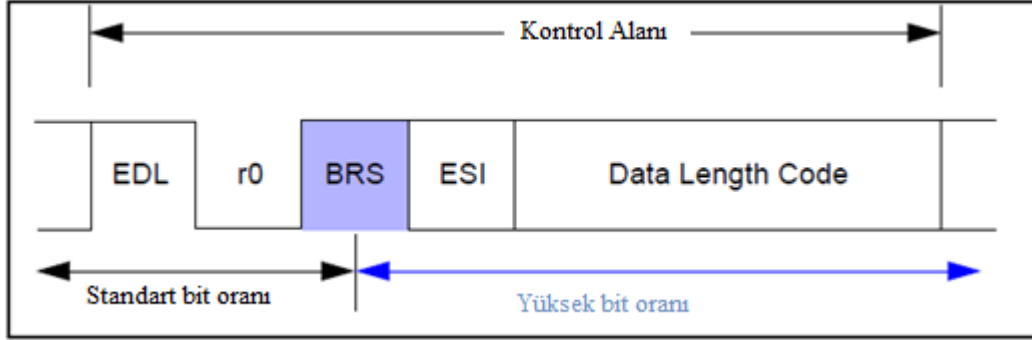 Kontrol Alanı
EDL r0 BRS ESI Data Length Code
Standart bit oranı
Yüksek bit oranı